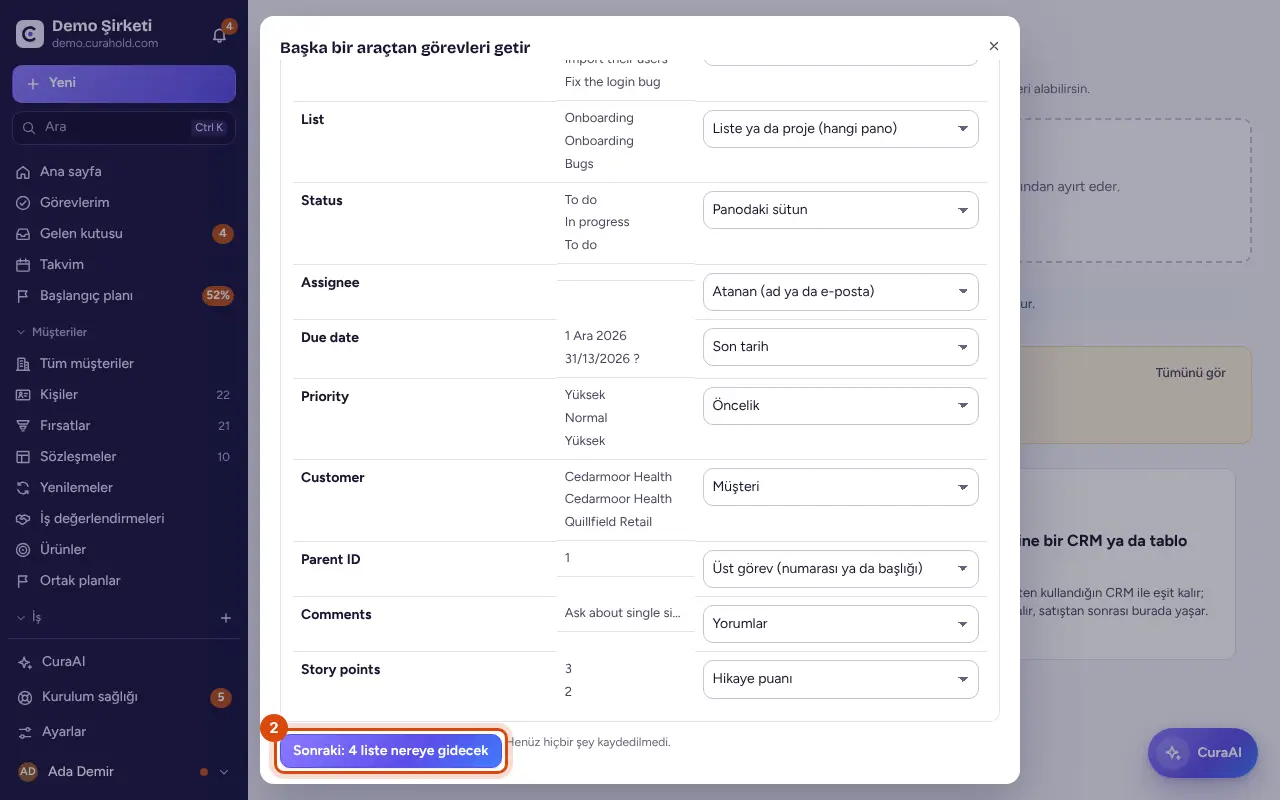 Demo Şirketi
demo.curahold.com
4
Yeni
Ara
Ctrl K
Ana sayfa
Görevlerim
Gelen kutusu
4
Takvim
Başlangıç planı
52%
Müşteriler
Tüm müşteriler
Kişiler
22
Fırsatlar
21
Sözleşmeler
10
Yenilemeler
İş değerlendirmeleri
Ürünler
Ortak planlar
İş
CuraAI
Kurulum sağlığı
5
Ayarlar
AD
Ada Demir
Başka bir araçtan görevleri getir
Import their users
Fix the login bug
List
Onboarding
Onboarding
Bugs
Liste ya da proje (hangi pano)
Status
To do
In progress
To do
Panodaki sütun
Assignee
Atanan (ad ya da e-posta)
Due date
1 Ara 2026
31/13/2026 ?
Son tarih
Priority
Yüksek
Normal
Yüksek
Öncelik
Customer
Cedarmoor Health
Cedarmoor Health
Quillfield Retail
Müşteri
Parent ID
1
Üst görev (numarası ya da başlığı)
Comments
Ask about single si...
Yorumlar
Story points
3
2
Hikaye puanı
2
Sonraki: 4 liste nereye gidecek
Henüz hiçbir şey kaydedilmedi.
eri alabilirsin.
ından ayırt eder.
ur.
Tümünü gör
ine bir CRM ya da tablo
ten kullandığın CRM ile eşit kalır;
alır, satıştan sonrası burada yaşar.
CuraAI